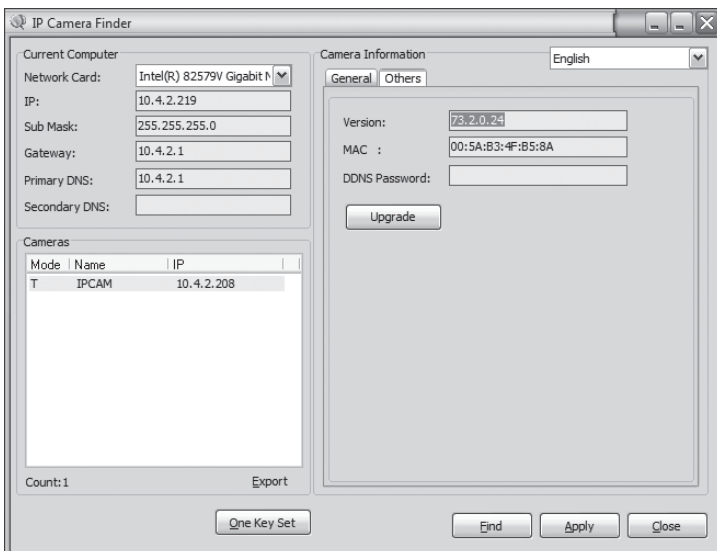 IP Camera Finder
Current Computer
Network Card: Intel(R) 82579V Gigabit N
IP: 10.4.2.219
Sub Mask: 255.255.255.0
Gateway: 10.4.2.1
Primary DNS: 10.4.2.1
Secondary DNS:
Cameras
Mode Name IP
T IPCAM 10.4.2.208
Count:1 Export
One Key Set
Camera Information English
General Others
Version: 73.2.0.24
MAC : 00:5A:B3:4F:B5:8A
DDNS Password:
Upgrade
Find Apply Close